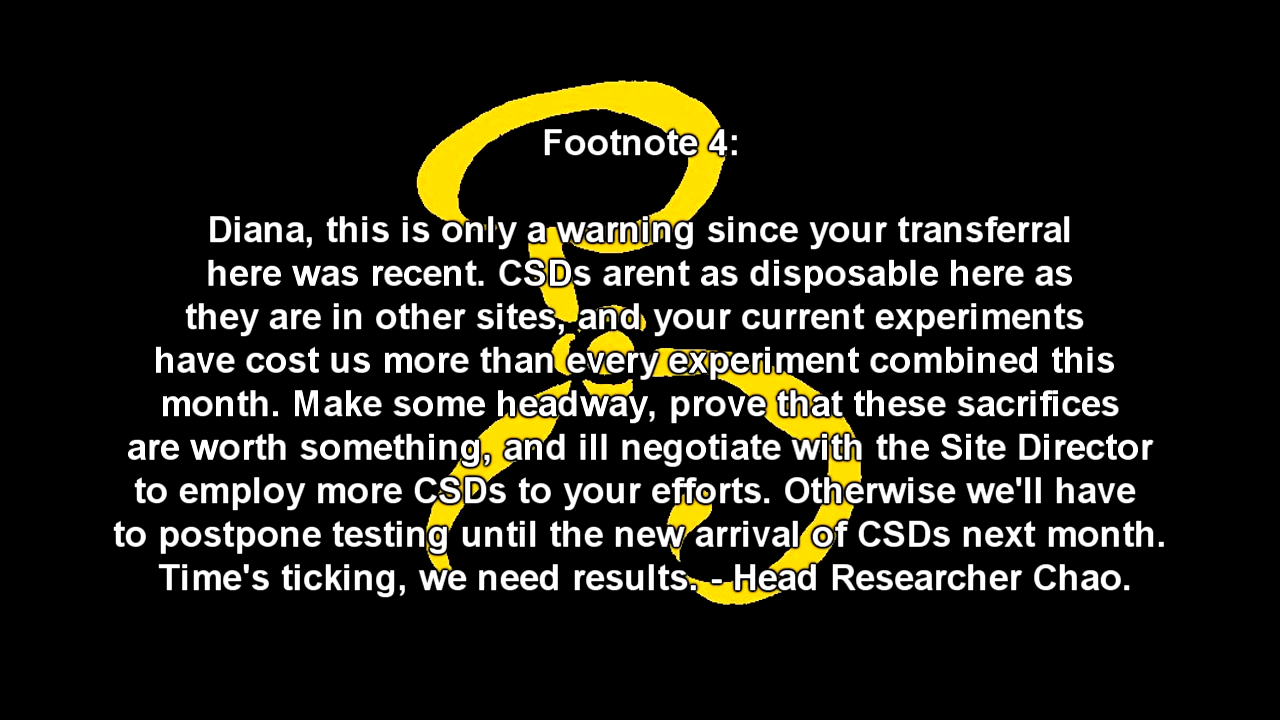 Footnote 4:
Diana, this is only a warning since your transferral
here was recent. CSDs arent as disposable here as
they are in other sites, and your current experiments
have cost us more than every experiment combined this
month. Make some headway, prove that these sacrifices
are worth something, and ill negotiate with the Site Director
to employ more CSDs to your efforts. Otherwise we'll have
to postpone testing until the new arrival of CSDs next month.
Time's ticking, we need results. - Head Researcher Chao.